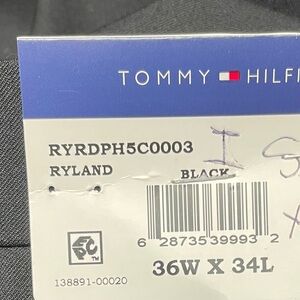 TOMMY HILFI
RYRDPH5C0003 I S
RYLAND BLACK
6 28735 39993 2
36W X 34L
138891-00020